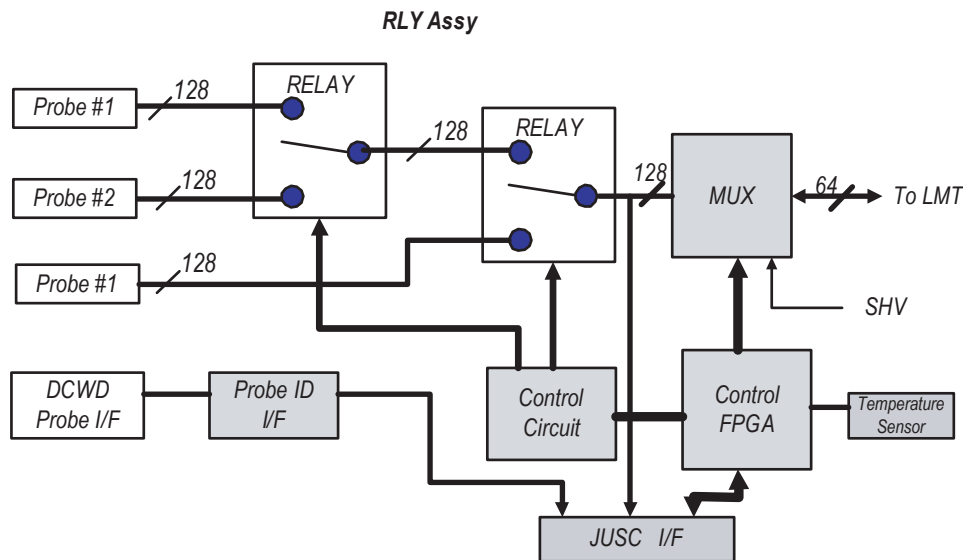 RLY Assy
RELAY
128
Probe #1
RELAY
128
128
Probe #2
128
MUX
64
To LMT
128
Probe #1
SHV
DCWD
Probe I/F
Probe ID
I/F
Control
Circuit
Control
FPGA
Temperature
Sensor
JUSC I/F